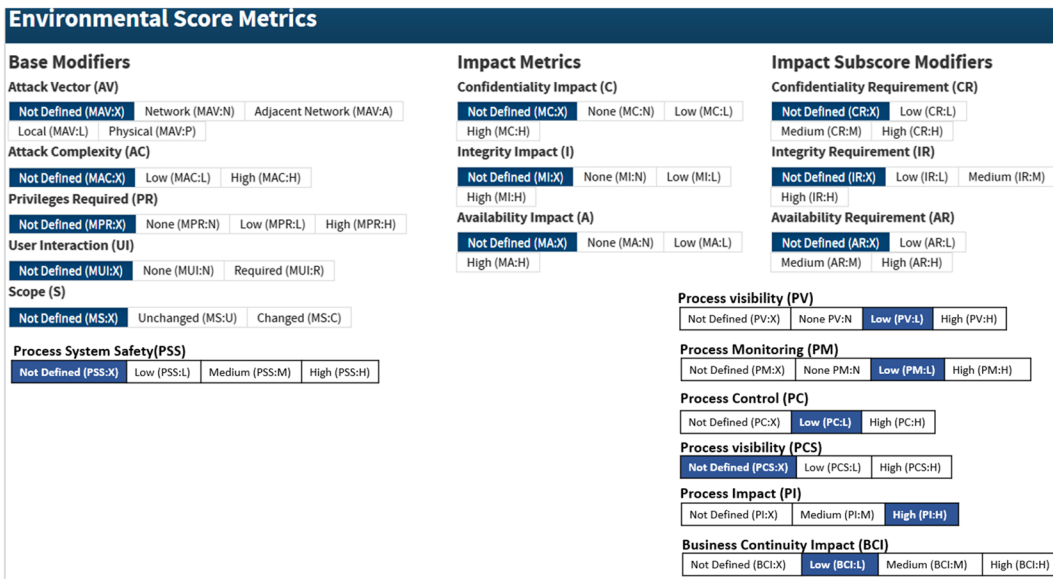 Environmental Score Metrics
Base Modifiers
Attack Vector (AV)
Not Defined (MAV:X) Network (MAV:N) Adjacent Network (MAV:A)
Local (MAV:L) Physical (MAV:P)
Attack Complexity (AC)
Not Defined (MAC:X) Low (MAC:L) High (MAC:H)
Privileges Required (PR)
Not Defined (MPR:X) None (MPR:N) Low (MPR:L) High (MPR:H)
User Interaction (UI)
Not Defined (MUI:X) None (MUI:N) Required (MUI:R)
Scope (S)
Not Defined (MS:X) Unchanged (MS:U) Changed (MS:C)
Process System Safety(PSS)
Not Defined (PSS:X) Low (PSS:L) Medium (PSS:M) High (PSS:H)
Impact Metrics
Confidentiality Impact (C)
Not Defined (MC:X) None (MC:N) Low (MC:L)
High (MC:H)
Integrity Impact (I)
Not Defined (MI:X) None (MI:N) Low (MI:L)
High (MI:H)
Availability Impact (A)
Not Defined (MA:X) None (MA:N) Low (MA:L)
High (MA:H)
Impact Subscore Modifiers
Confidentiality Requirement (CR)
Not Defined (CR:X) Low (CR:L)
Medium (CR:M) High (CR:H)
Integrity Requirement (IR)
Not Defined (IR:X) Low (IR:L) Medium (IR:M)
High (IR:H)
Availability Requirement (AR)
Not Defined (AR:X) Low (AR:L)
Medium (AR:M) High (AR:H)
Process visibility (PV)
Not Defined (PV:X) None PV:N Low (PV:L) High (PV:H)
Process Monitoring (PM)
Not Defined (PM:X) None PM:N Low (PM:L) High (PM:H)
Process Control (PC)
Not Defined (PC:X) Low (PC:L) High (PC:H)
Process visibility (PCS)
Not Defined (PCS:X) Low (PCS:L) High (PCS:H)
Process Impact (PI)
Not Defined (PI:X) Medium (PI:M) High (PI:H)
Business Continuity Impact (BCI)
Not Defined (BCI:X) Low (BCI:L) Medium (BCI:M) High (BCI:H)